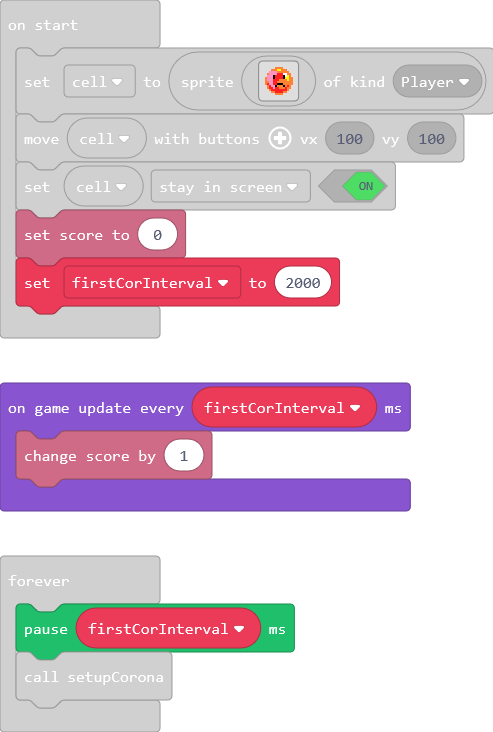 on start
set cell to sprite of kind Player
move cell with buttons vx 100 vy 100
set cell stay in screen ON
set score to 0
set firstCorInterval to 2000
on game update every firstCorInterval ms
change score by 1
forever
pause firstCorInterval ms
call setupCorona